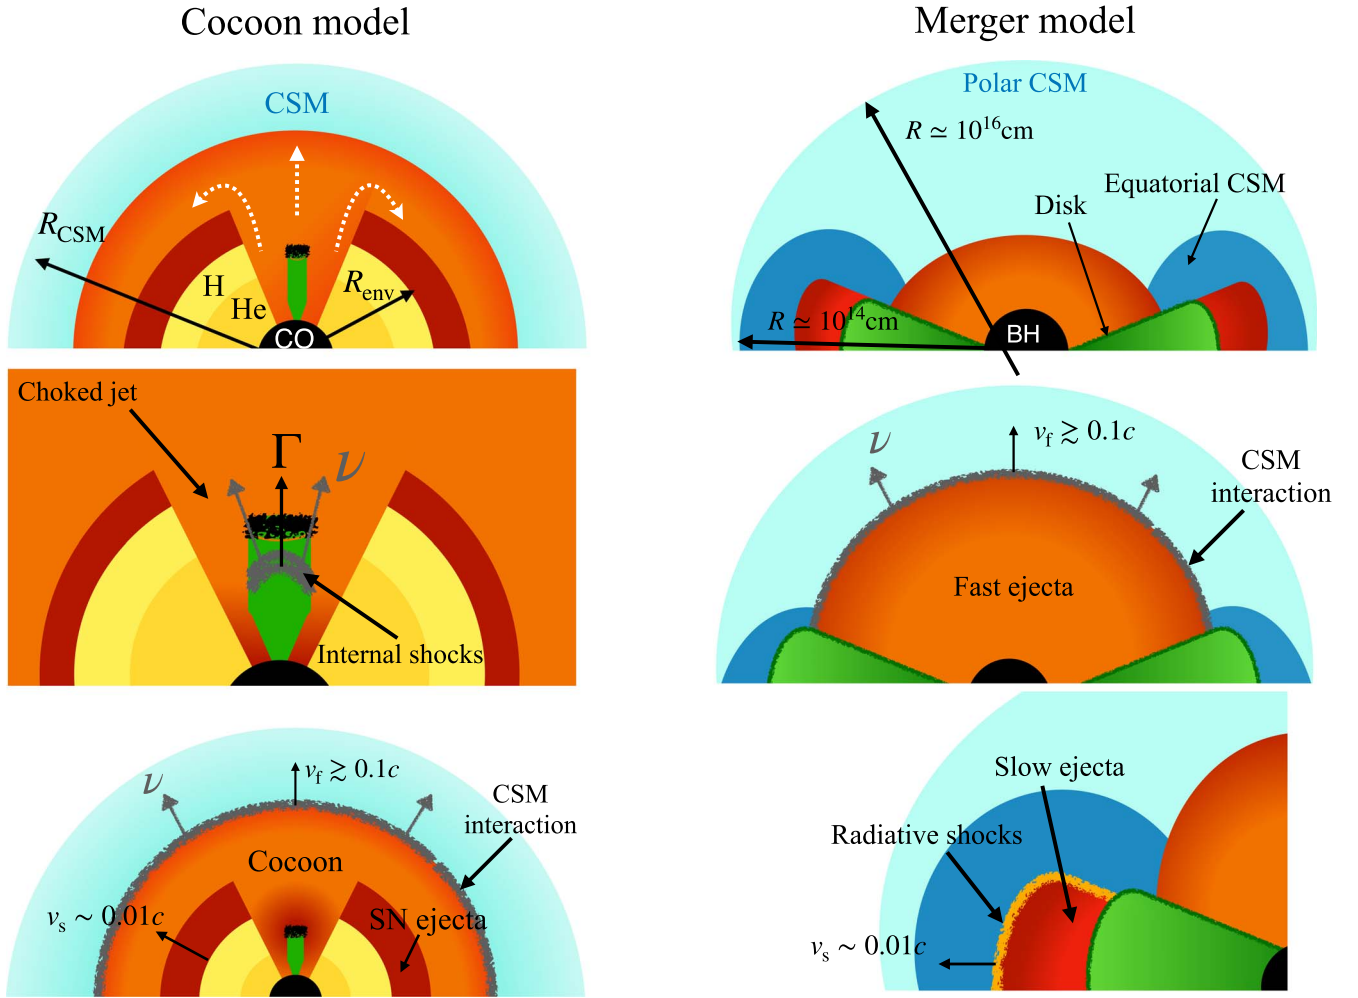 Cocoon model
CSM
R_CSM
H
He
R_env
CO
Choked jet
Γ
ν
Internal shocks
ν
v_f ≳ 0.1c
CSM
interaction
Cocoon
v_s ∼ 0.01c
SN ejecta
Merger model
Polar CSM
R ≃ 10^16cm
Equatorial CSM
Disk
R ≃ 10^14cm
BH
ν
v_f ≳ 0.1c
CSM
interaction
Fast ejecta
Slow ejecta
Radiative shocks
v_s ∼ 0.01c